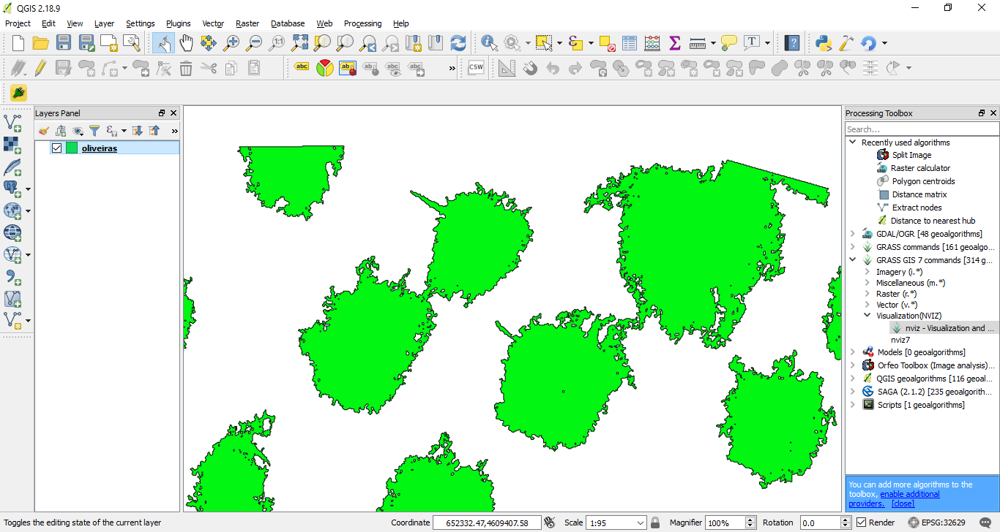 QGIS 2.18.9
Project Edit View Layer Settings Plugins Vector Raster Database Web Processing Help
1:1 ε Σ T ?
abc abc ab abc abc CSW
Layers Panel
oliveiras
Processing Toolbox
Search...
Recently used algorithms
Split Image
Raster calculator
Polygon centroids
Distance matrix
Extract nodes
Distance to nearest hub
GDAL/OGR [48 geoalgorithms]
GRASS commands [161 geoalgo...
GRASS GIS 7 commands [314 g...
Imagery (i.*)
Miscellaneous (m.*)
Raster (r.*)
Vector (v.*)
Visualization(NVIZ)
nviz - Visualization and ...
nviz7
Models [0 geoalgorithms]
Orfeo Toolbox (Image analysis)...
QGIS geoalgorithms [116 geoal...
SAGA (2.1.2) [235 geoalgorith...
Scripts [1 geoalgorithms]
You can add more algorithms to the
toolbox, enable additional
providers. [close]
Toggles the editing state of the current layer Coordinate 652332.47,4609407.58 Scale 1:95 Magnifier 100% Rotation 0.0 Render EPSG:32629